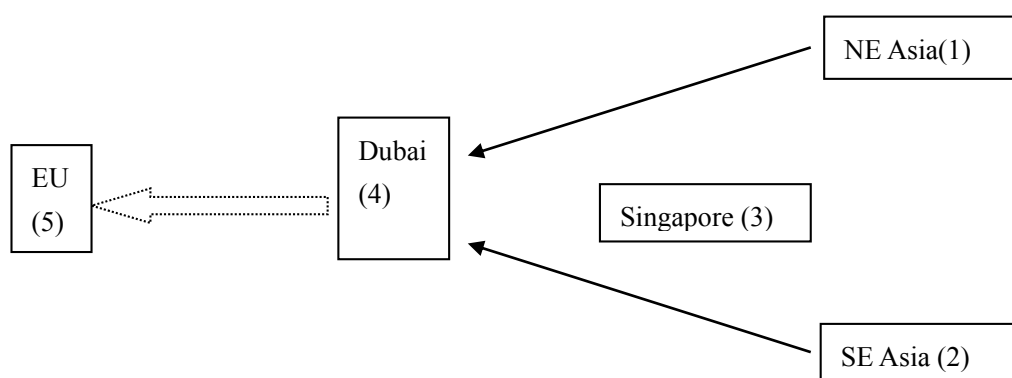 NE Asia(1)
Dubai
(4)
EU
(5)
Singapore (3)
SE Asia (2)